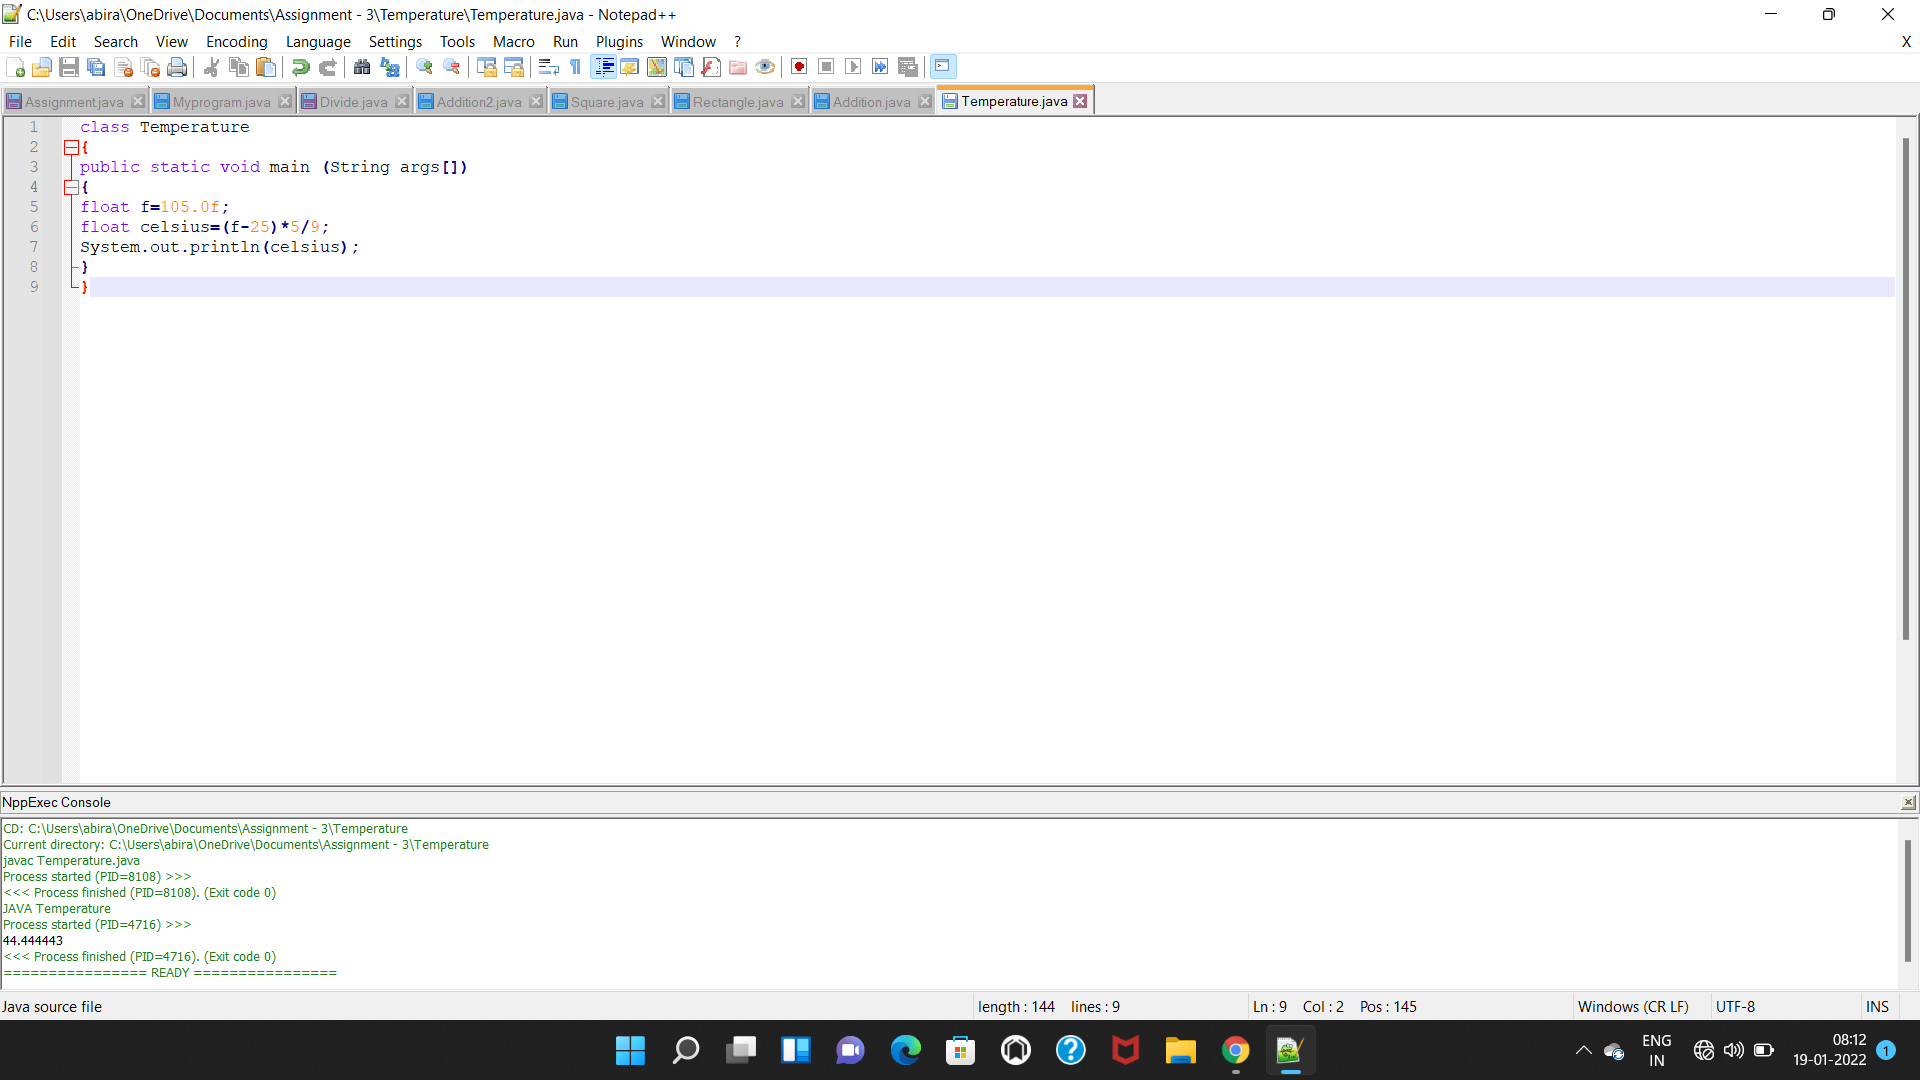 C:\Users\abira\OneDrive\Documents\Assignment - 3\Temperature\Temperature.java - Notepad++
File Edit Search View Encoding Language Settings Tools Macro Run Plugins Window ? X
Assignment.java Myprogram.java Divide.java Addition2.java Square.java Rectangle.java Addition.java Temperature.java
1 class Temperature
2 {
3 public static void main (String args[])
4 {
5 float f=105.0f;
6 float celsius=(f-25)*5/9;
7 System.out.println(celsius);
8 }
9 }
NppExec Console
CD: C:\Users\abira\OneDrive\Documents\Assignment - 3\Temperature
Current directory: C:\Users\abira\OneDrive\Documents\Assignment - 3\Temperature
javac Temperature.java
Process started (PID=8108) >>>
<<< Process finished (PID=8108). (Exit code 0)
JAVA Temperature
Process started (PID=4716) >>>
44.444443
<<< Process finished (PID=4716). (Exit code 0)
================ READY ================
Java source file length : 144 lines : 9 Ln : 9 Col : 2 Pos : 145 Windows (CR LF) UTF-8 INS
ENG
IN
08:12
19-01-2022
1